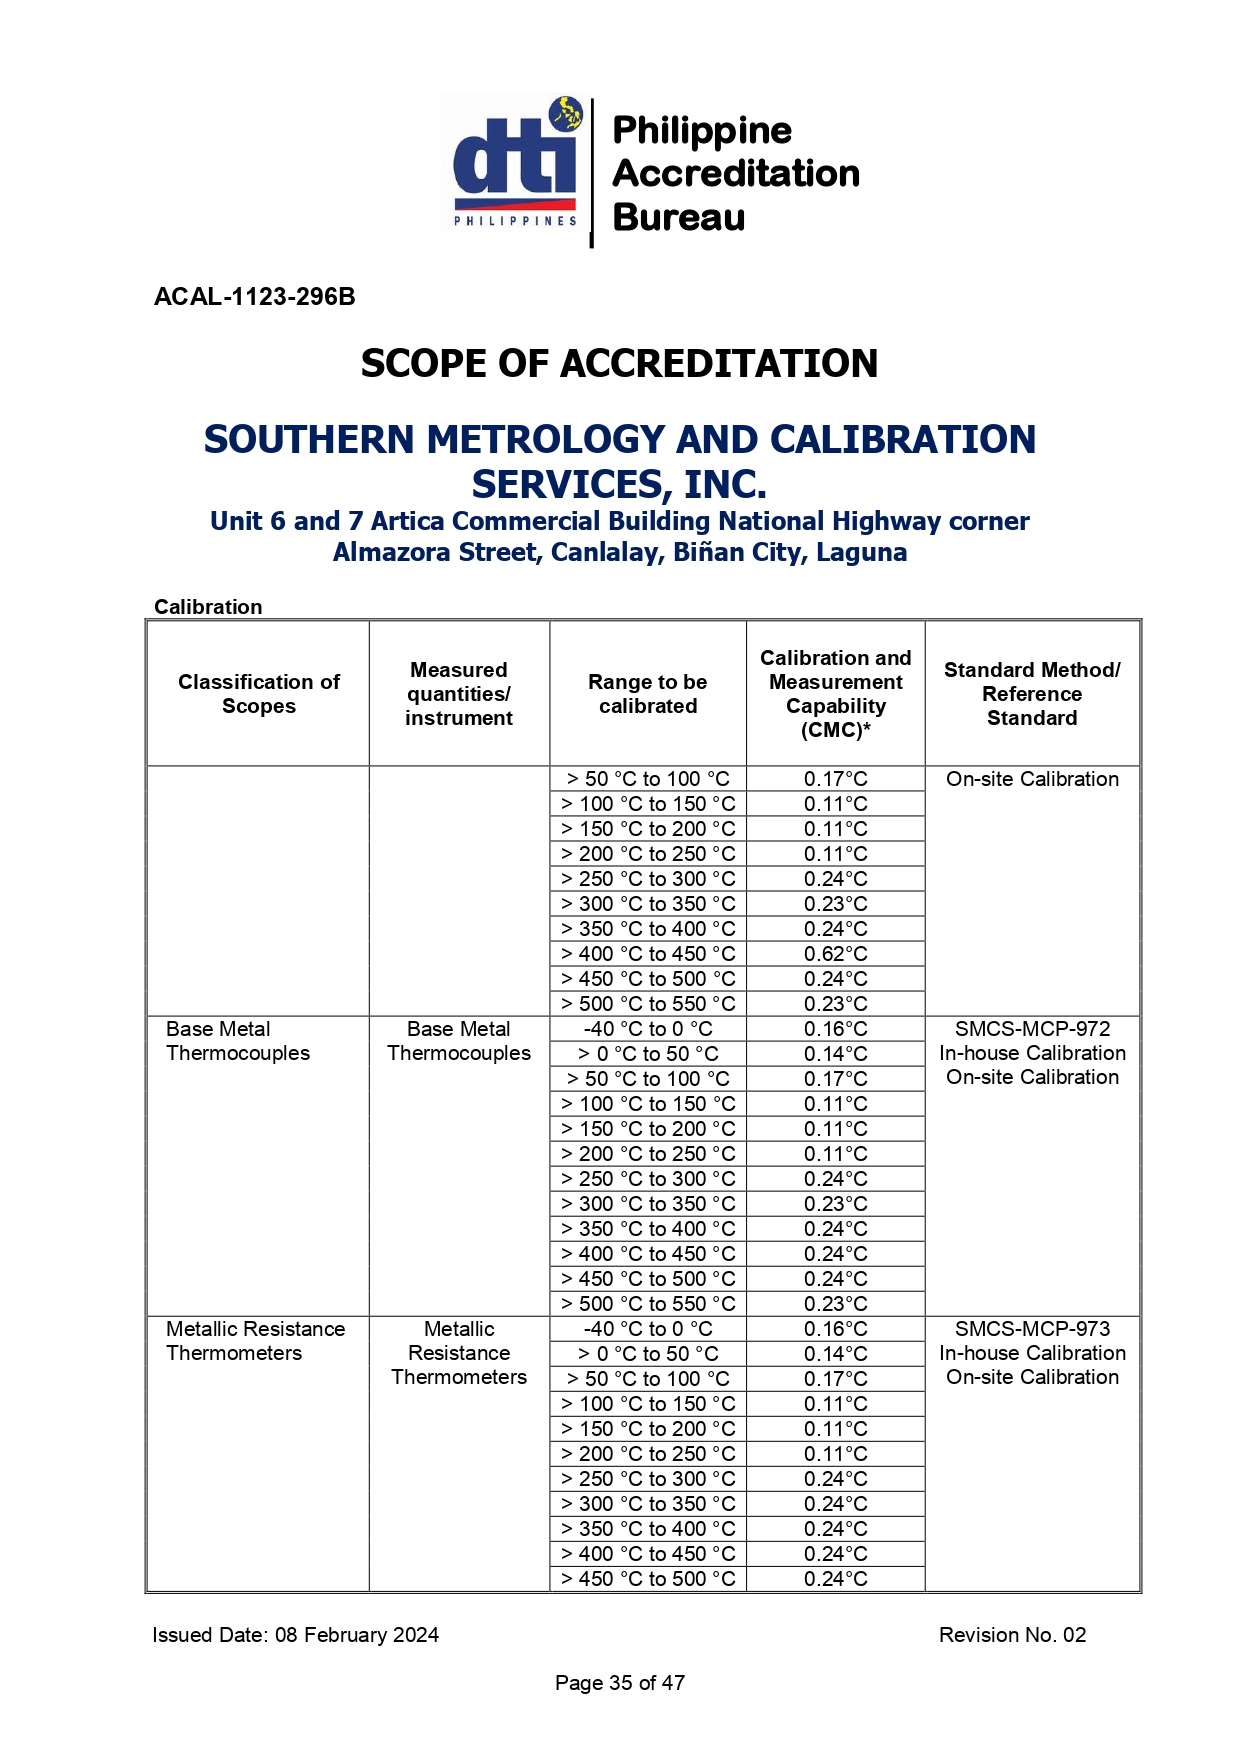 dti
PHILIPPINES
Philippine
Accreditation
Bureau
ACAL-1123-296B
SCOPE OF ACCREDITATION
SOUTHERN METROLOGY AND CALIBRATION
SERVICES, INC.
Unit 6 and 7 Artica Commercial Building National Highway corner
Almazora Street, Canlalay, Biñan City, Laguna
Calibration
Classification of
Scopes
Measured
quantities/
instrument
Range to be
calibrated
Calibration and
Measurement
Capability
(CMC)*
Standard Method/
Reference
Standard
> 50 °C to 100 °C 0.17°C On-site Calibration
> 100 °C to 150 °C 0.11°C
> 150 °C to 200 °C 0.11°C
> 200 °C to 250 °C 0.11°C
> 250 °C to 300 °C 0.24°C
> 300 °C to 350 °C 0.23°C
> 350 °C to 400 °C 0.24°C
> 400 °C to 450 °C 0.62°C
> 450 °C to 500 °C 0.24°C
> 500 °C to 550 °C 0.23°C
Base Metal
Thermocouples
Base Metal
Thermocouples
-40 °C to 0 °C 0.16°C
> 0 °C to 50 °C 0.14°C
> 50 °C to 100 °C 0.17°C
> 100 °C to 150 °C 0.11°C
> 150 °C to 200 °C 0.11°C
> 200 °C to 250 °C 0.11°C
> 250 °C to 300 °C 0.24°C
> 300 °C to 350 °C 0.23°C
> 350 °C to 400 °C 0.24°C
> 400 °C to 450 °C 0.24°C
> 450 °C to 500 °C 0.24°C
> 500 °C to 550 °C 0.23°C
SMCS-MCP-972
In-house Calibration
On-site Calibration
Metallic Resistance
Thermometers
Metallic
Resistance
Thermometers
-40 °C to 0 °C 0.16°C
> 0 °C to 50 °C 0.14°C
> 50 °C to 100 °C 0.17°C
> 100 °C to 150 °C 0.11°C
> 150 °C to 200 °C 0.11°C
> 200 °C to 250 °C 0.11°C
> 250 °C to 300 °C 0.24°C
> 300 °C to 350 °C 0.24°C
> 350 °C to 400 °C 0.24°C
> 400 °C to 450 °C 0.24°C
> 450 °C to 500 °C 0.24°C
SMCS-MCP-973
In-house Calibration
On-site Calibration
Issued Date: 08 February 2024 Revision No. 02
Page 35 of 47